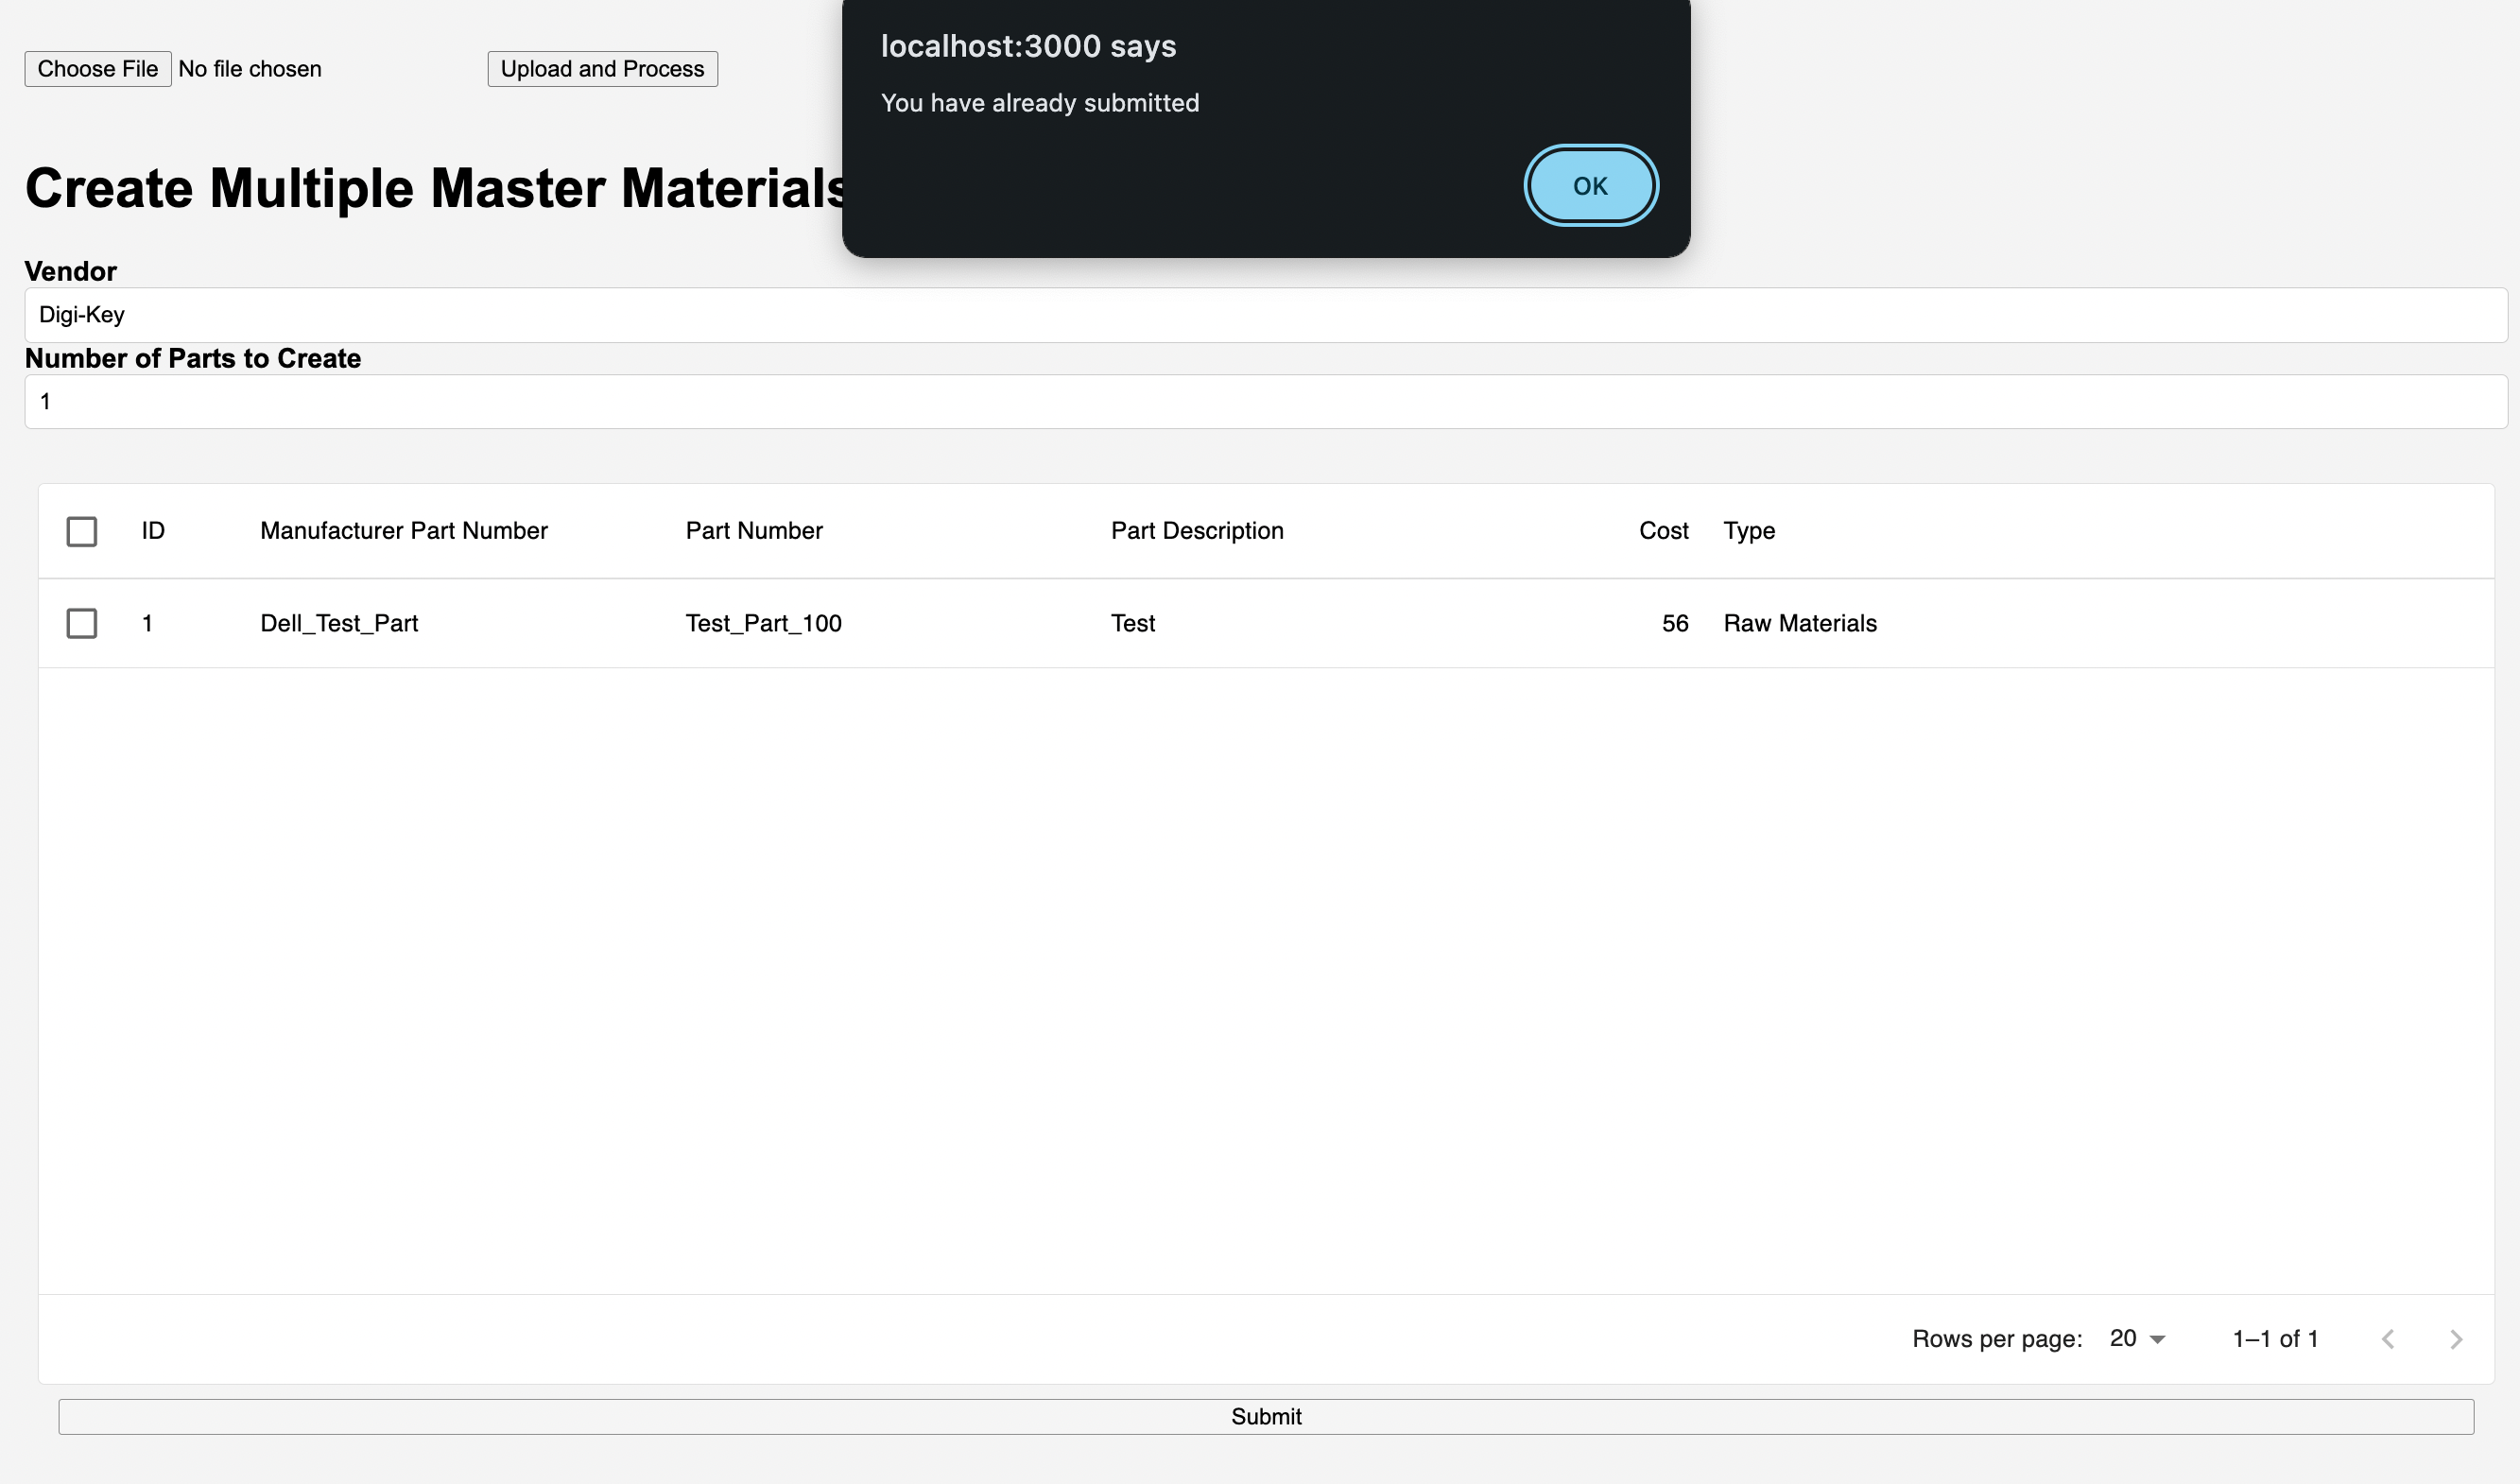 localhost:3000 says
You have already submitted
OK
Choose File No file chosen Upload and Process
Create Multiple Master Materials
Vendor
Digi-Key
Number of Parts to Create
1
ID Manufacturer Part Number Part Number Part Description Cost Type
1 Dell_Test_Part Test_Part_100 Test 56 Raw Materials
Rows per page: 20 1–1 of 1
Submit